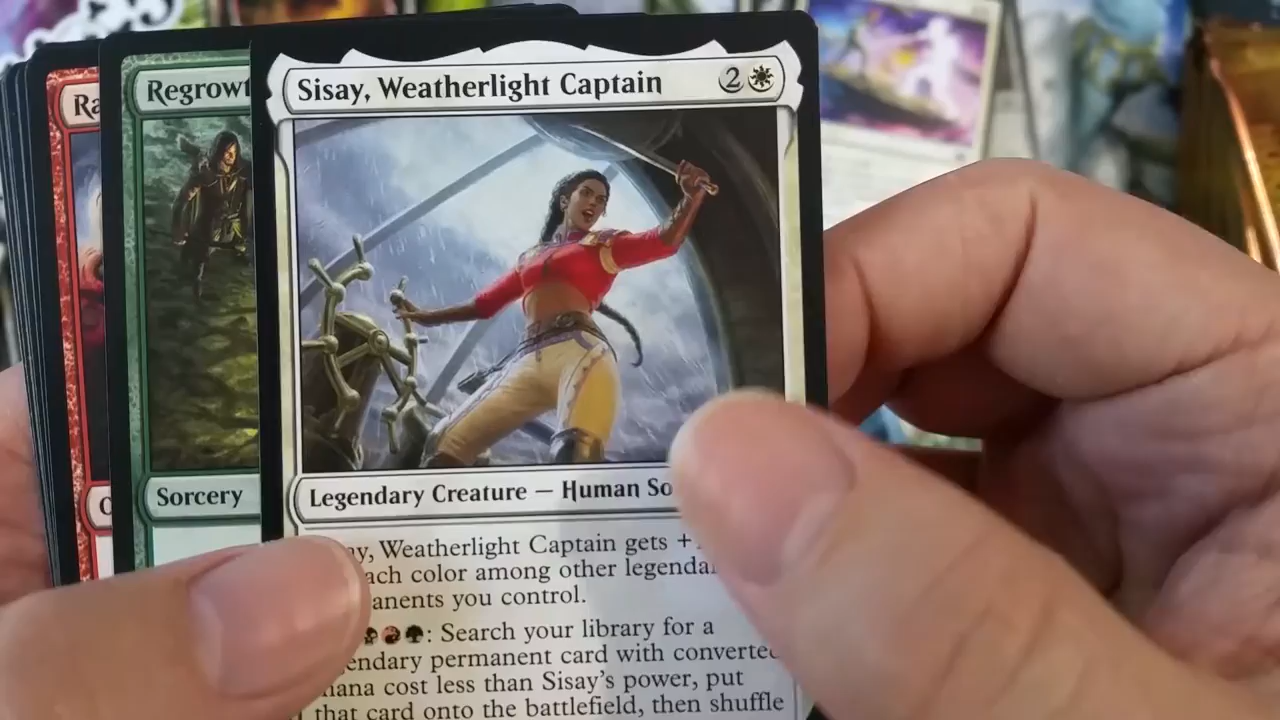 Sisay, Weatherlight Captain 2
Regrowt
Ra
Legendary Creature — Human So
Sorcery
ay, Weatherlight Captain gets +
ach color among other legenda
anents you control.
: Search your library for a
endary permanent card with converte
mana cost less than Sisay's power, put
that card onto the battlefield, then shuffle